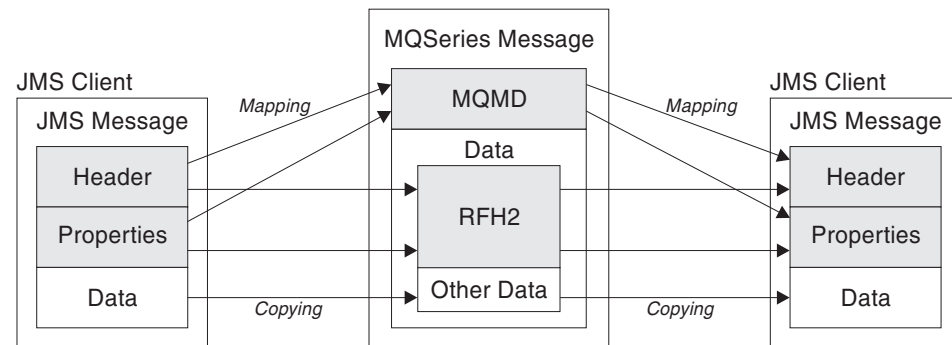 MQSeries Message
JMS Client
JMS Client
Mapping
MQMD
Mapping
JMS Message
JMS Message
Data
Header
Header
RFH2
Properties
Properties
Data
Other Data
Data
Copying
Copying